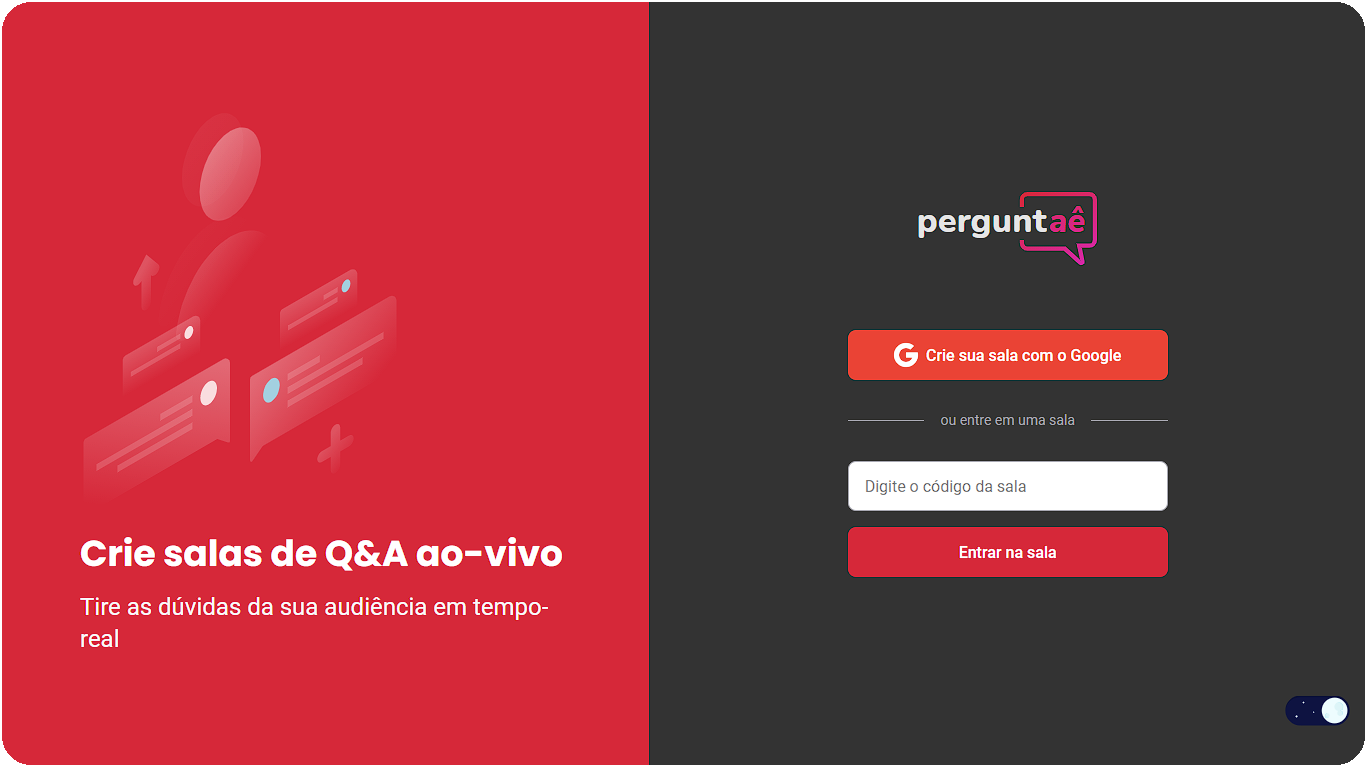 Crie salas de Q&A ao-vivo
Tire as dúvidas da sua audiência em tempo-
real
perguntaê
Crie sua sala com o Google
ou entre em uma sala
Digite o código da sala
Entrar na sala